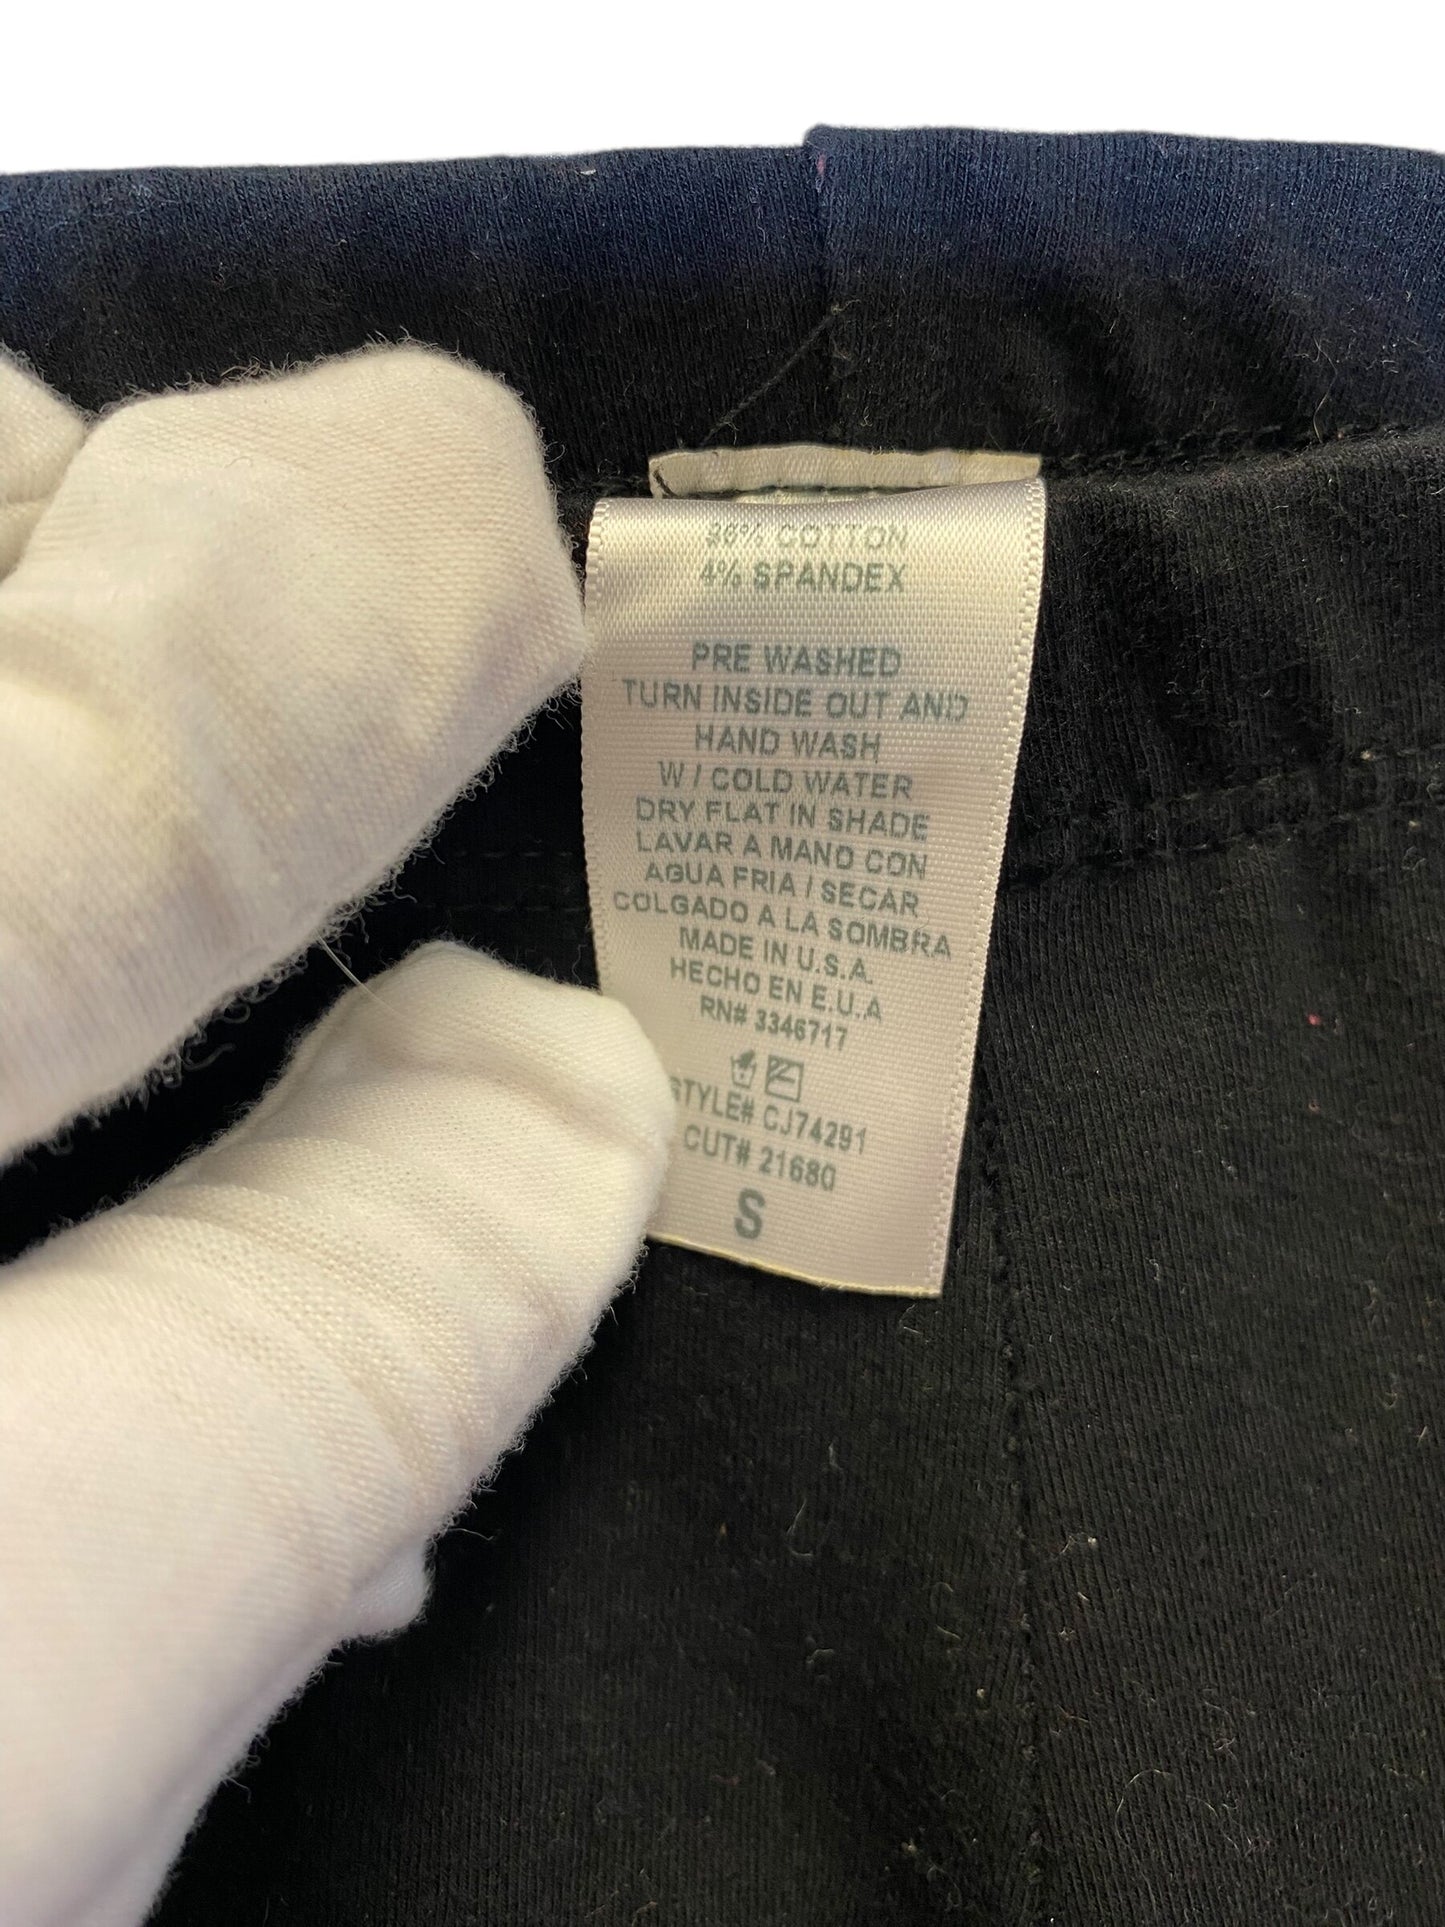 96% COTTON
4% SPANDEX
PRE WASHED
TURN INSIDE OUT AND
HAND WASH
W / COLD WATER
DRY FLAT IN SHADE
LAVAR A MANO CON
AGUA FRIA / SECAR
COLGADO A LA SOMBRA
MADE IN U.S.A.
HECHO EN E.U.A
RN# 3346717
STYLE# CJ74291
CUT# 21680
S